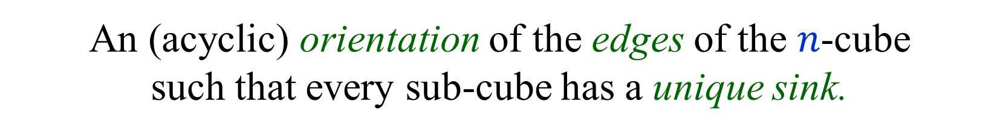 An (acyclic) orientation of the edges of the n-cube
such that every sub-cube has a unique sink.